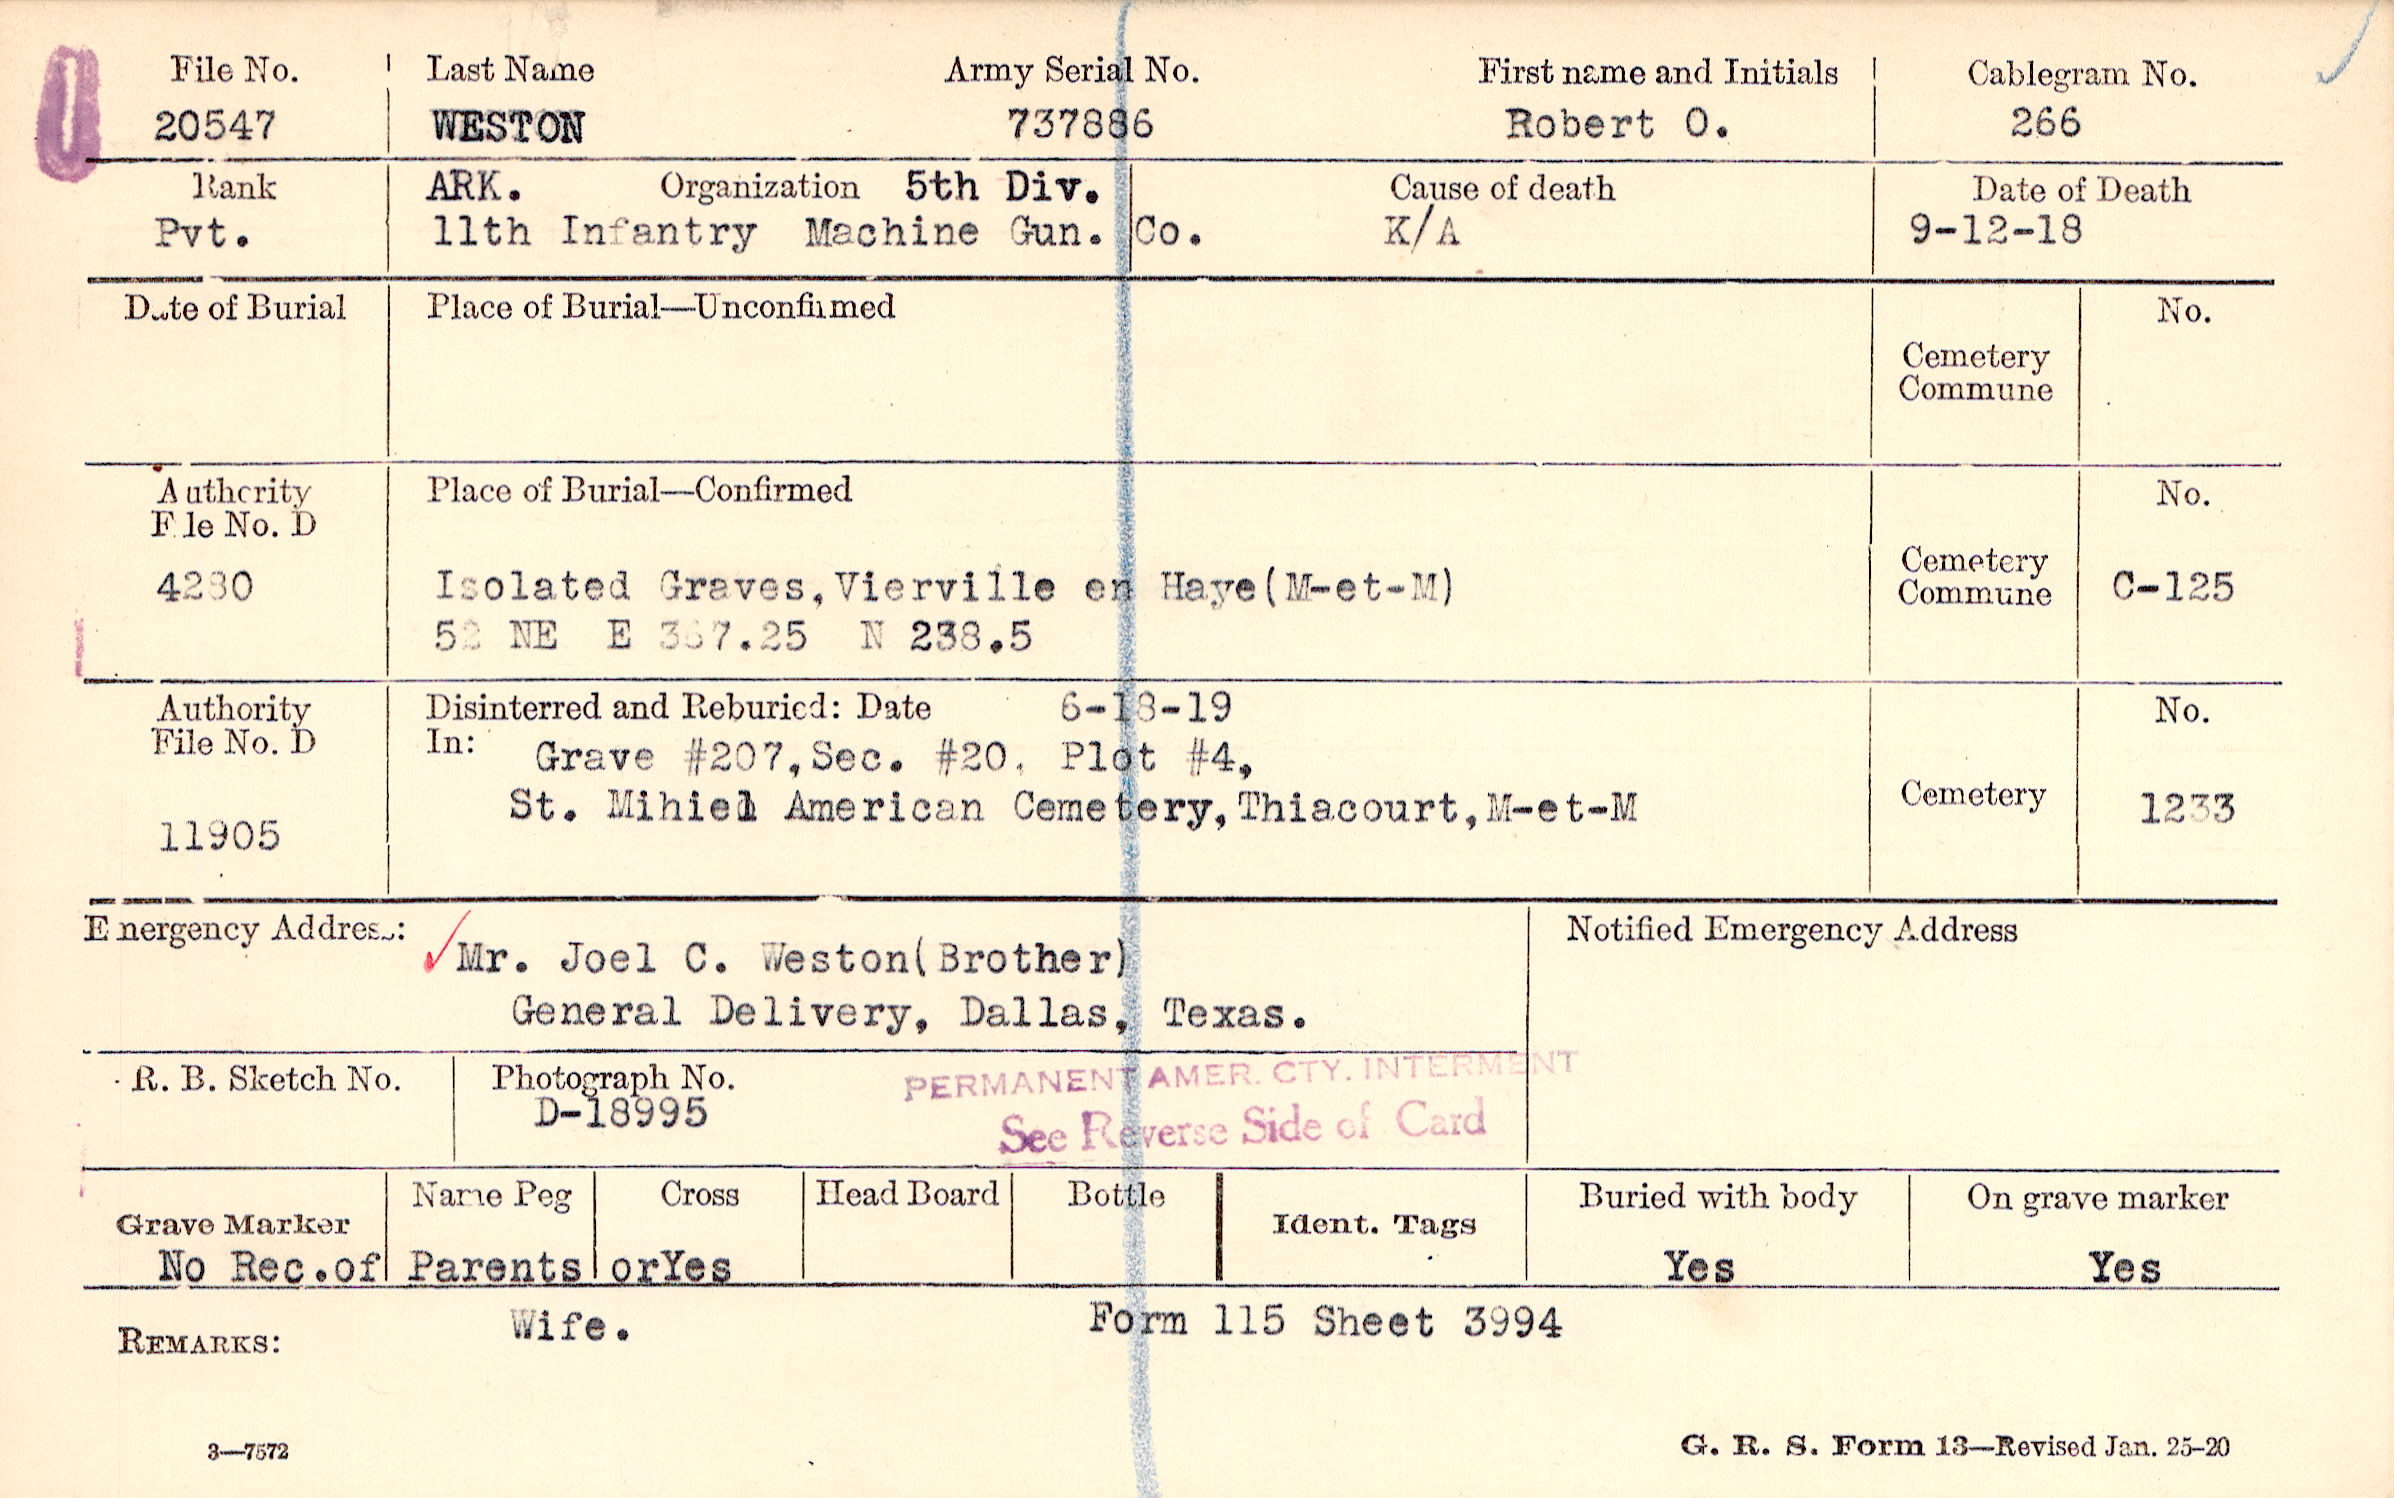 File No. Last Name Army Serial No. First name and Initials Cablegram No.
20547 WESTON 737886 Robert O. 266
Rank ARK. Organization 5th Div. Cause of death Date of Death
Pvt. 11th Infantry Machine Gun. Co. K/A 9-12-18
Date of Burial Place of Burial—Unconfirmed No.
Cemetery
Commune
Authority Place of Burial—Confirmed No.
File No. D
Cemetery
4280 Isolated Graves,Vierville en Haye(M-et-M) Commune C-125
NE E 367.25 N 238.5
Authority Disinterred and Reburied: Date 6-18-19 No.
File No. D In:
Grave #207,Sec. #20, Plot #4,
St. Mihiel American Cemetery,Thiacourt,M-et-M Cemetery 1233
11905
Emergency Address: Notified Emergency Address
Mr. Joel C. Weston(Brother)
General Delivery, Dallas, Texas.
R. B. Sketch No. Photograph No. PERMANENT AMER. CTY. INTERMENT
D-18995 See Reverse Side of Card
Name Peg Cross Head Board Bottle Buried with body On grave marker
Grave Marker Ident. Tags
No Rec.of Parents orYes Yes Yes
Wife. Form 115 Sheet 3994
REMARKS:
3—7572 G. R. S. Form 13—Revised Jan. 25-20